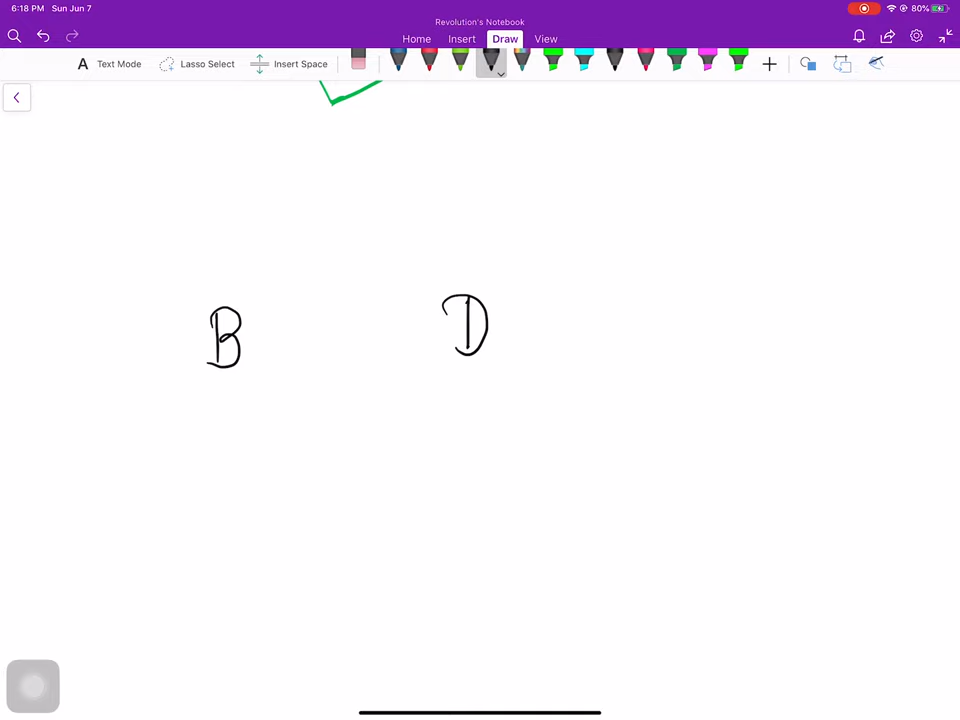 6:18 PM Sun Jun 7 80%
Revolution's Notebook
Home Insert Draw View
A Text Mode Lasso Select Insert Space
B D